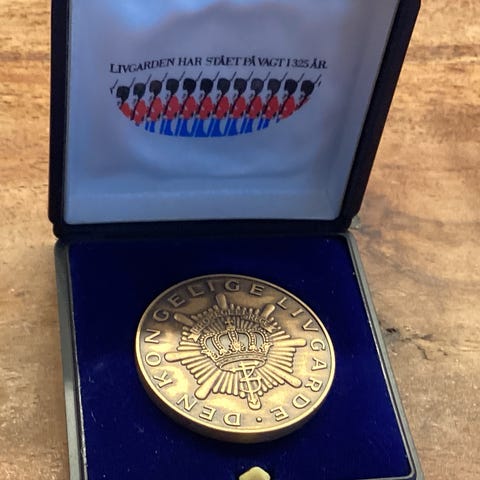 LIVGARDEN HAR STÅET PÅ VAGT I 325 ÅR
DEN KONGELIGE LIVGARDE